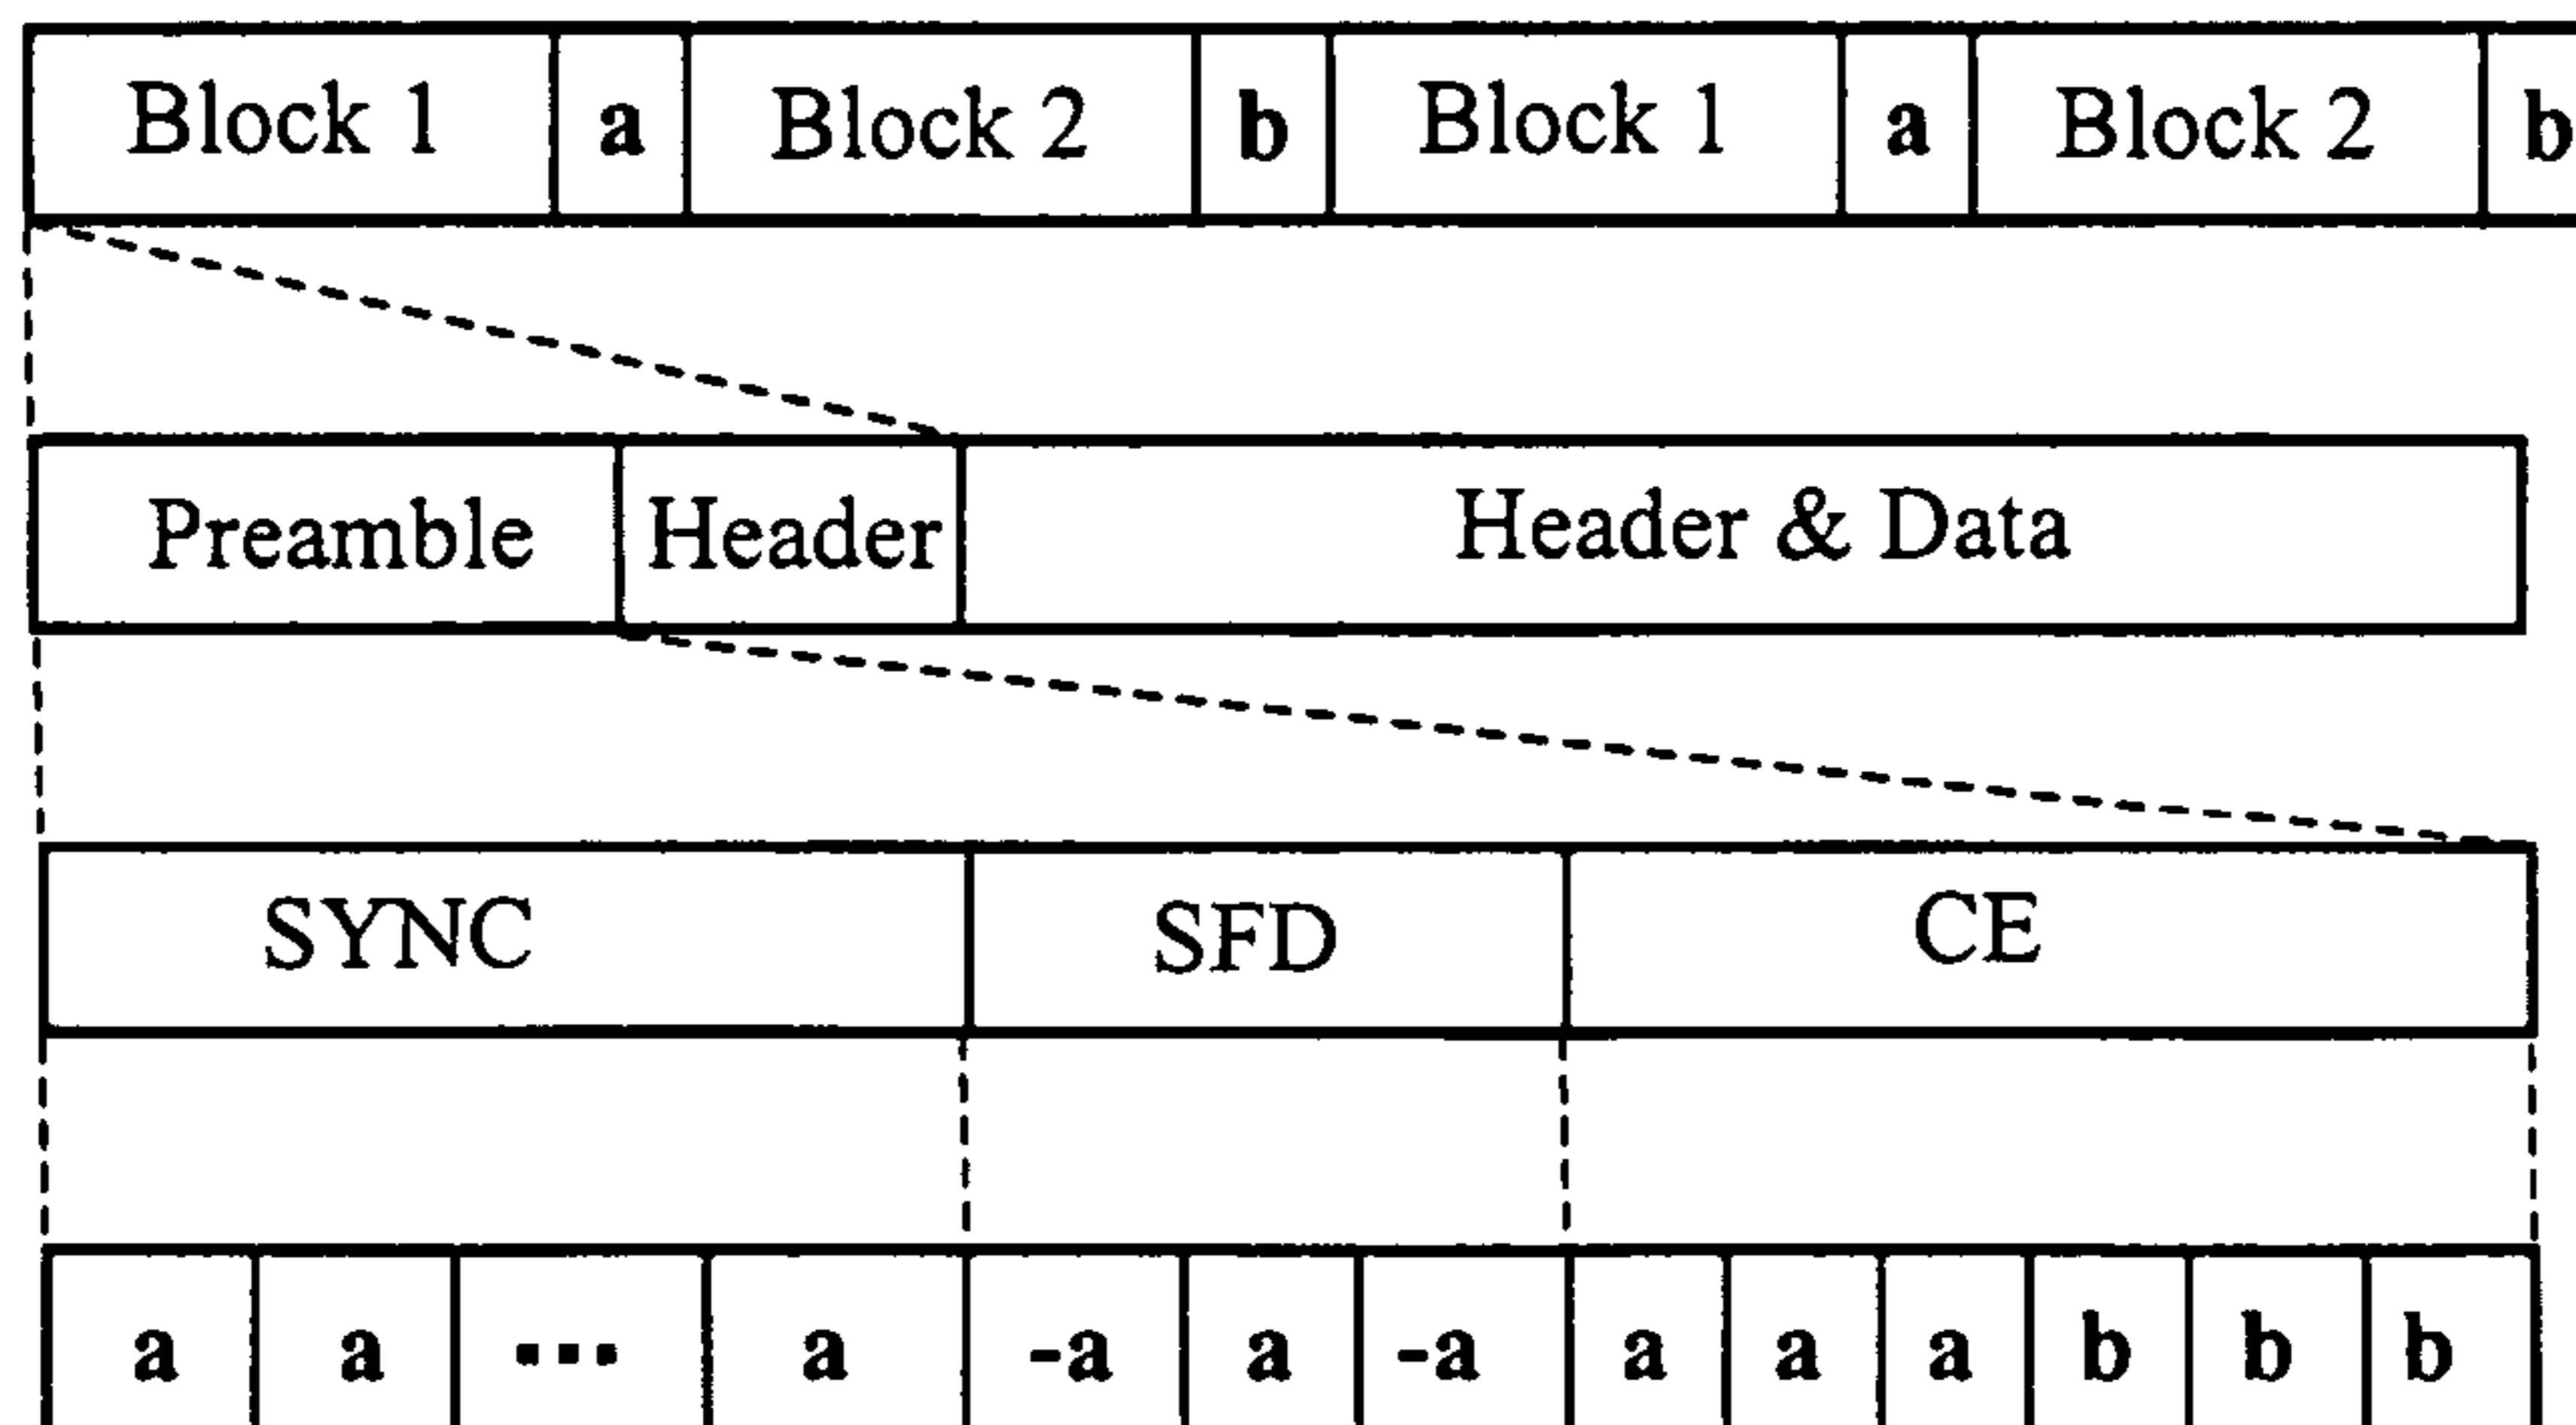 Block 1 a Block 2 b Block 1 a Block 2 b
Preamble Header Header & Data
SYNC SFD CE
a a ... a -a a -a a a a b b b